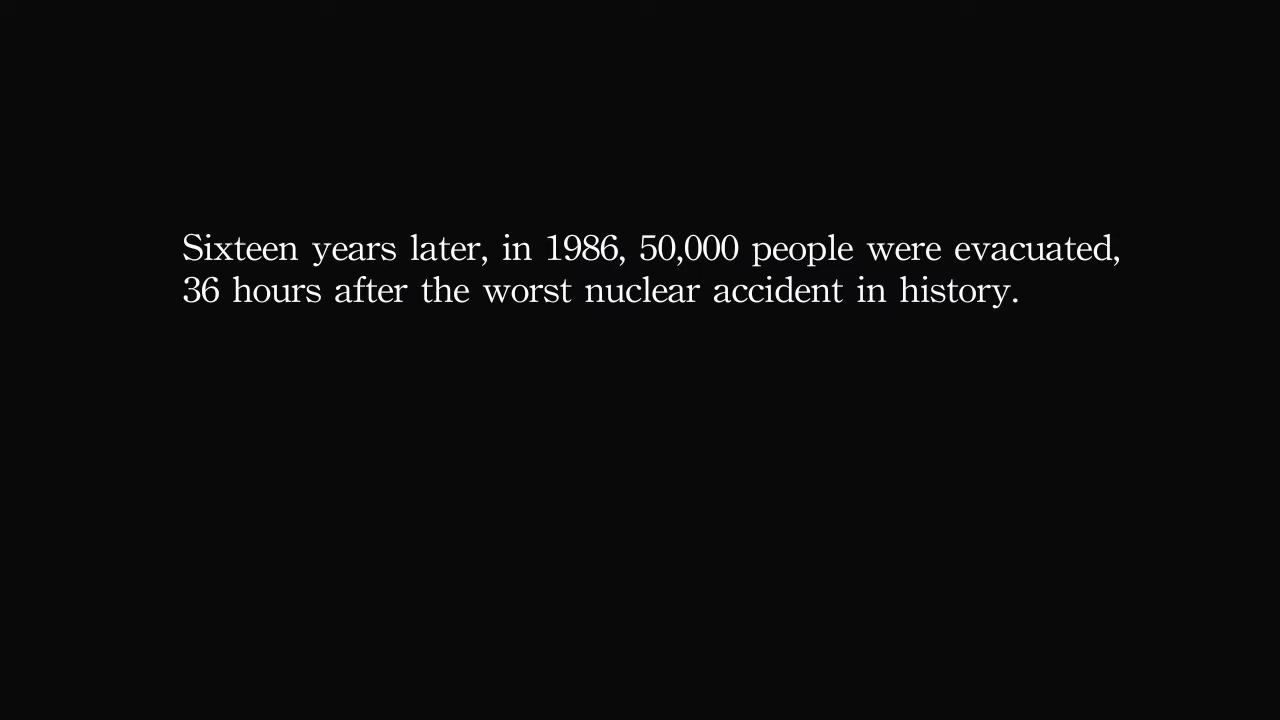 Sixteen years later, in 1986, 50,000 people were evacuated,
36 hours after the worst nuclear accident in history.